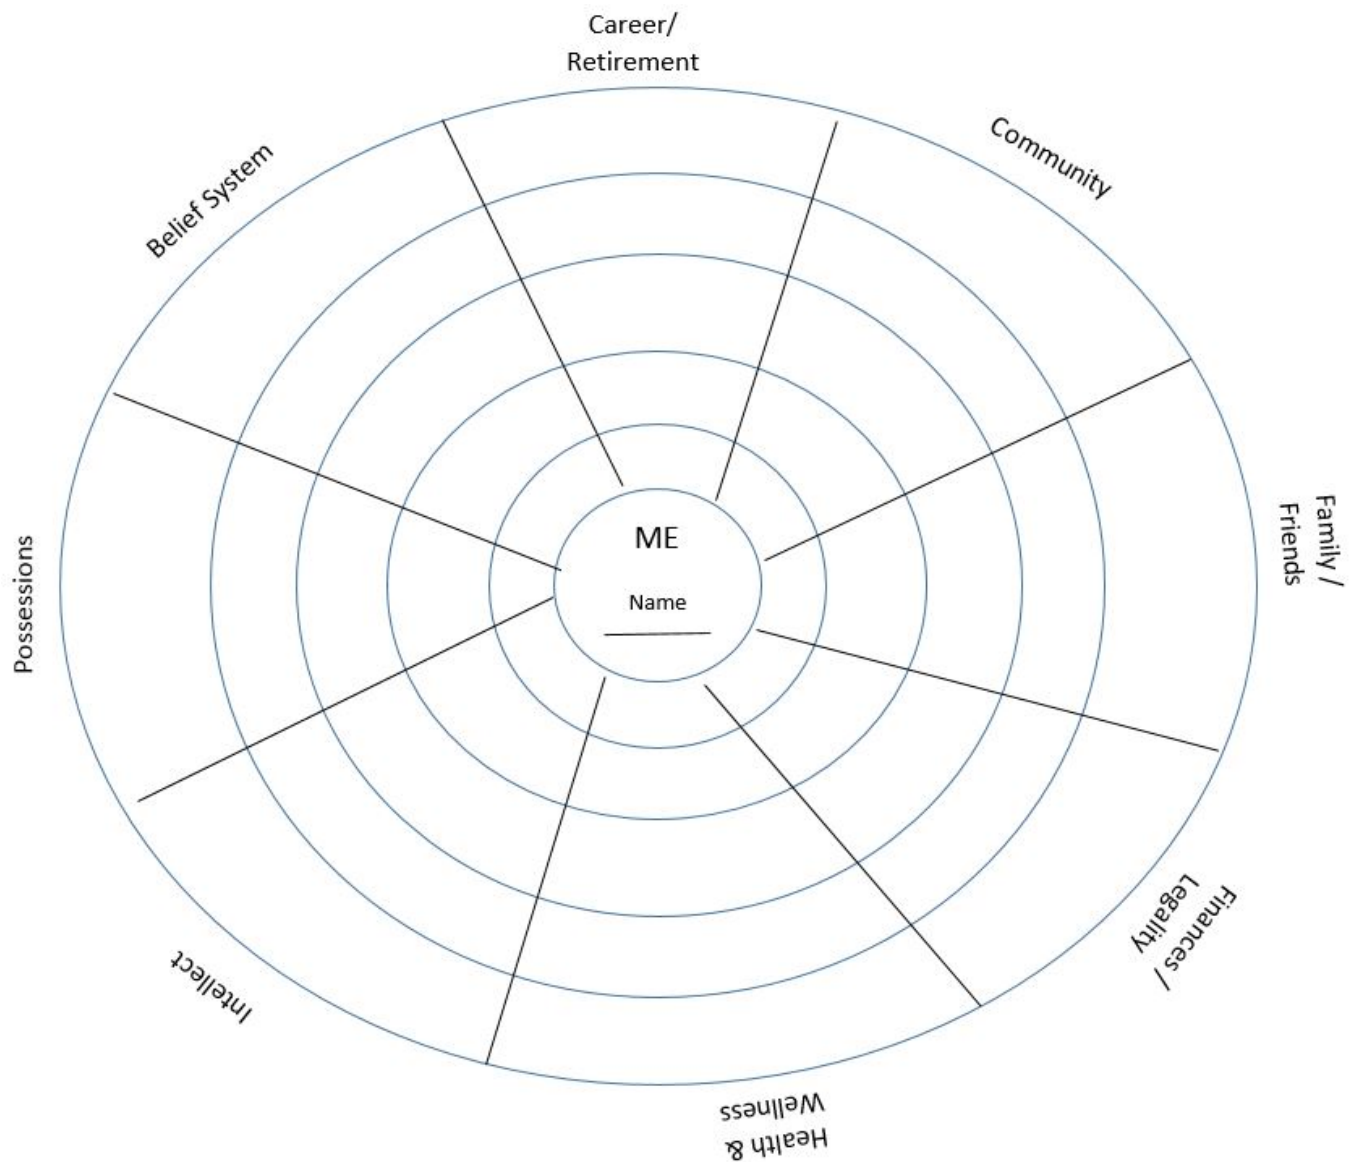 Career/
Retirement
Community
Family /
Friends
Finances /
Legality
Health &
Wellness
Intellect
Possessions
Belief System
ME
Name